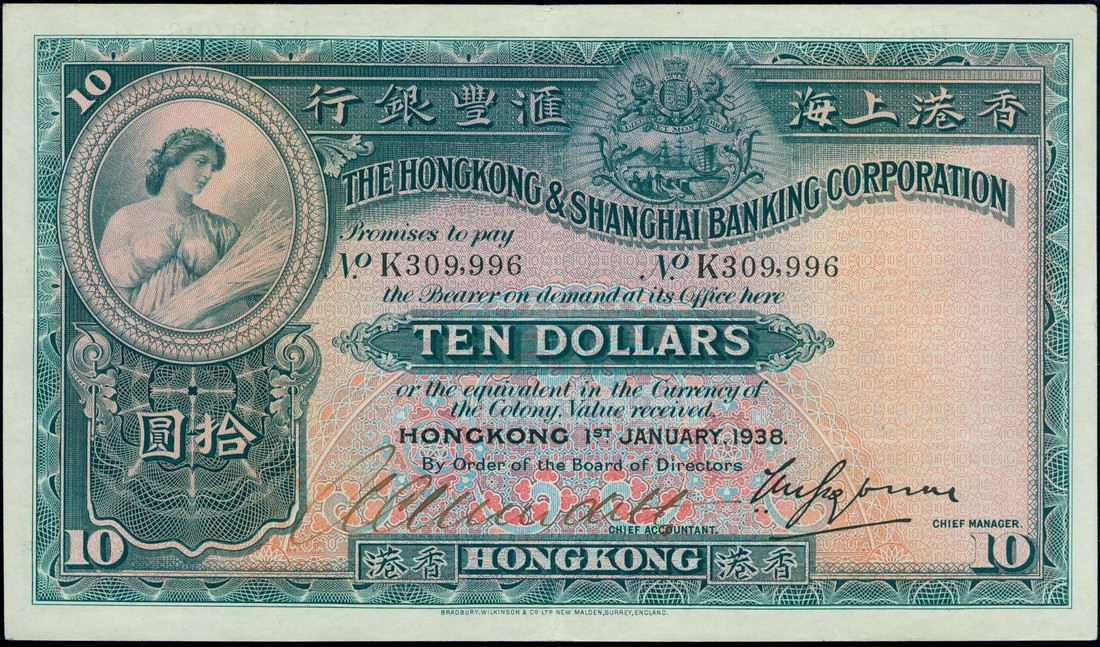 10
香港上海滙豐銀行
THE HONGKONG & SHANGHAI BANKING CORPORATION
Promises to pay
No. K309,996 No. K309,996
the Bearer on demand at its Office here
TEN DOLLARS
or the equivalent in the Currency of
the Colony, Value received.
HONGKONG 1ST JANUARY, 1938.
By Order of the Board of Directors
拾圓
CHIEF ACCOUNTANT.
CHIEF MANAGER.
10 香港 HONGKONG 香港 10
BRADBURY, WILKINSON & CO LTD NEW MALDEN, SURREY, ENGLAND.